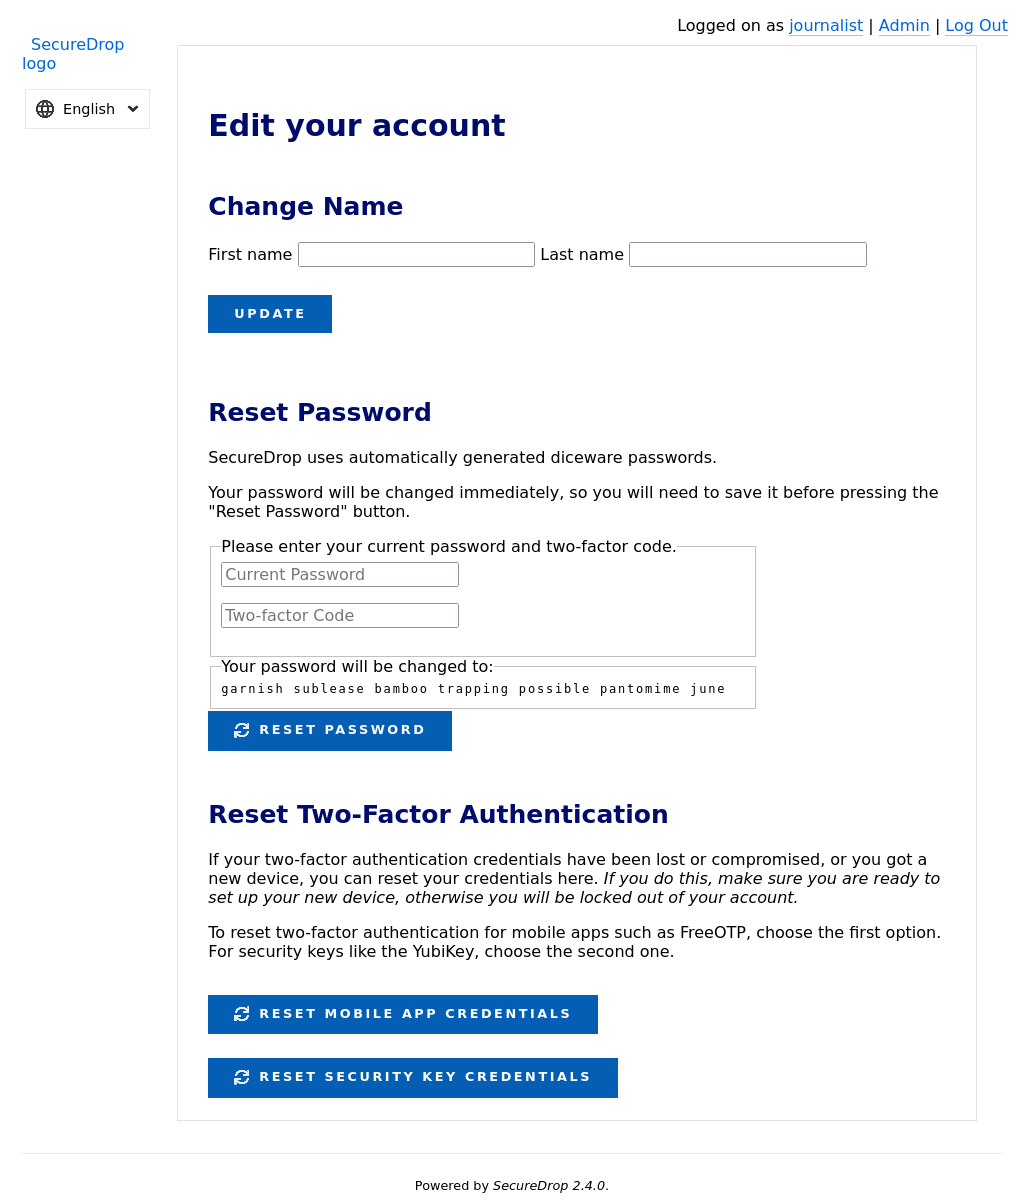 Logged on as journalist | Admin | Log Out
SecureDrop
logo
English
Edit your account
Change Name
First name Last name
UPDATE
Reset Password
SecureDrop uses automatically generated diceware passwords.
Your password will be changed immediately, so you will need to save it before pressing the
"Reset Password" button.
Please enter your current password and two-factor code.
Current Password
Two-factor Code
Your password will be changed to:
garnish sublease bamboo trapping possible pantomime june
RESET PASSWORD
Reset Two-Factor Authentication
If your two-factor authentication credentials have been lost or compromised, or you got a
new device, you can reset your credentials here. If you do this, make sure you are ready to
set up your new device, otherwise you will be locked out of your account.
To reset two-factor authentication for mobile apps such as FreeOTP, choose the first option.
For security keys like the YubiKey, choose the second one.
RESET MOBILE APP CREDENTIALS
RESET SECURITY KEY CREDENTIALS
Powered by SecureDrop 2.4.0.